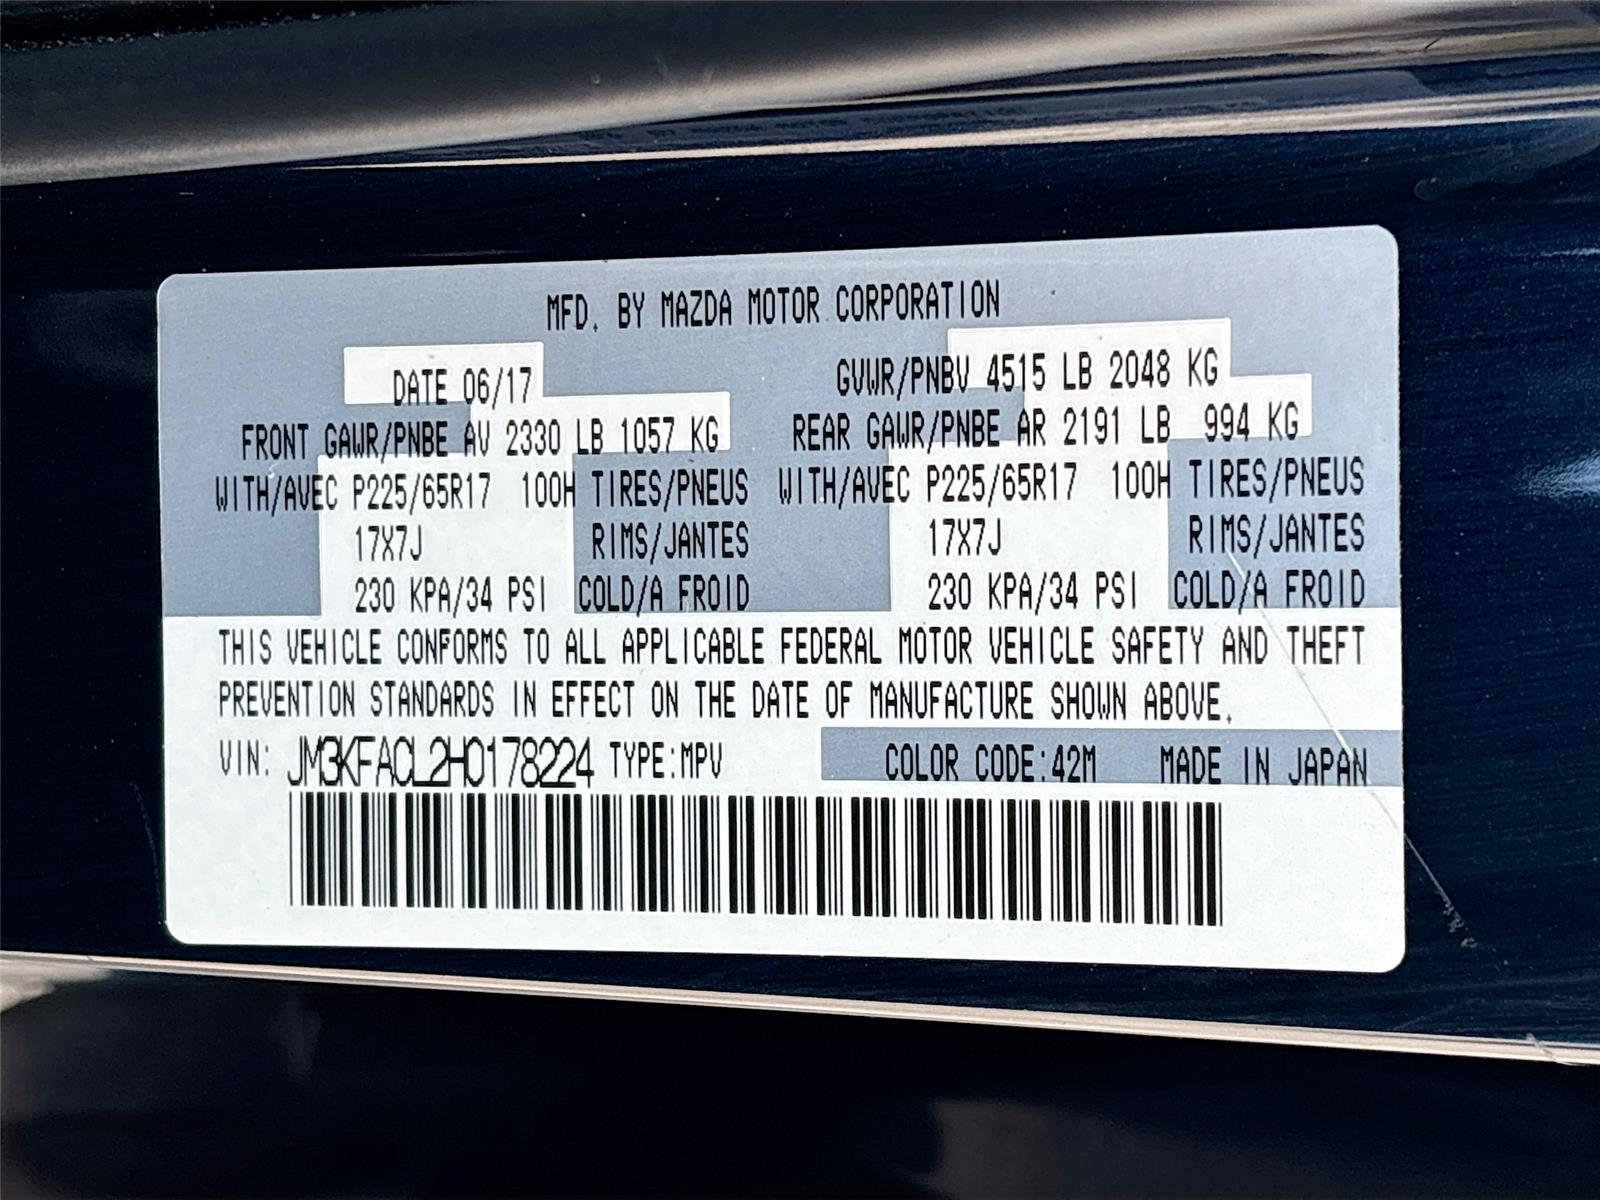 MFD. BY MAZDA MOTOR CORPORATION
DATE 06/17 GVWR/PNBV 4515 LB 2048 KG
FRONT GAWR/PNBE AV 2330 LB 1057 KG REAR GAWR/PNBE AR 2191 LB 994 KG
WITH/AVEC P225/65R17 100H TIRES/PNEUS WITH/AVEC P225/65R17 100H TIRES/PNEUS
17X7J RIMS/JANTES 17X7J RIMS/JANTES
230 KPA/34 PSI COLD/A FROID 230 KPA/34 PSI COLD/A FROID
THIS VEHICLE CONFORMS TO ALL APPLICABLE FEDERAL MOTOR VEHICLE SAFETY AND THEFT
PREVENTION STANDARDS IN EFFECT ON THE DATE OF MANUFACTURE SHOWN ABOVE.
VIN: JM3KFACL2H0178224 TYPE:MPV COLOR CODE:42M MADE IN JAPAN